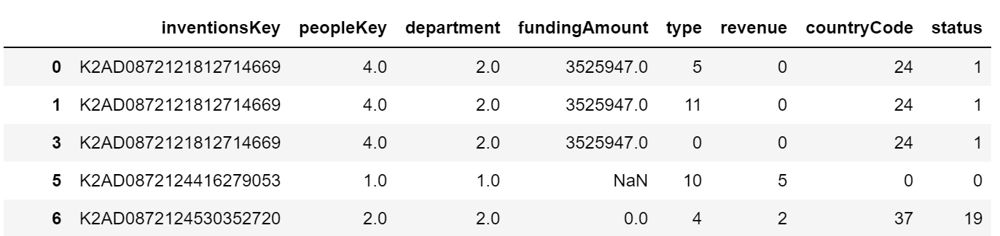 inventionsKey peopleKey department fundingAmount type revenue countryCode status
0 K2AD0872121812714669 4.0 2.0 3525947.0 5 0 24 1
1 K2AD0872121812714669 4.0 2.0 3525947.0 11 0 24 1
3 K2AD0872121812714669 4.0 2.0 3525947.0 0 0 24 1
5 K2AD0872124416279053 1.0 1.0 NaN 10 5 0 0
6 K2AD0872124530352720 2.0 2.0 0.0 4 2 37 19